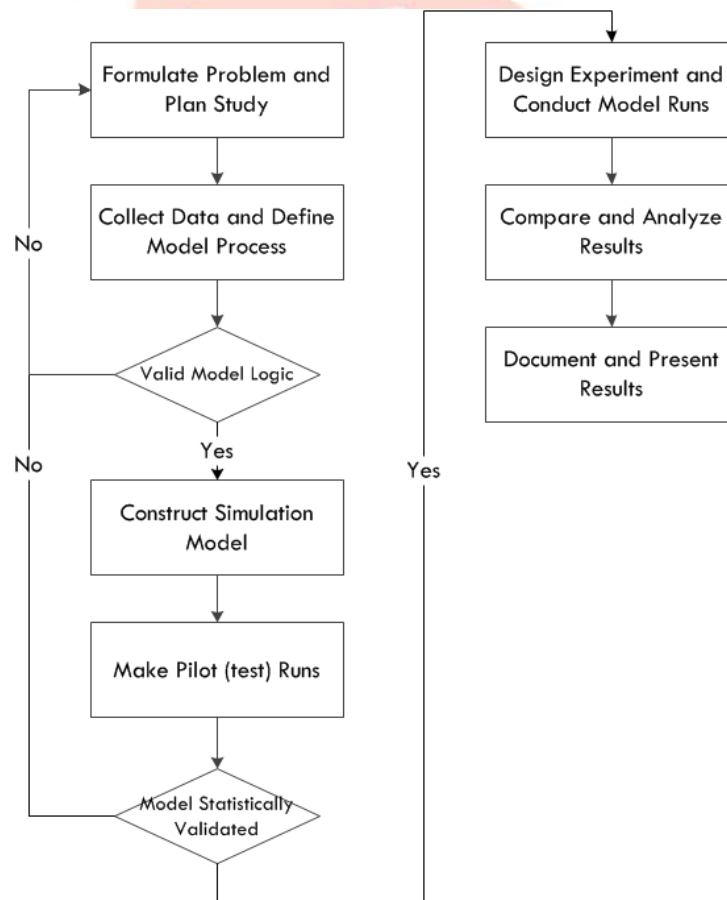 Formulate Problem and
Plan Study
Collect Data and Define
Model Process
No
Valid Model Logic
Yes
No
Construct Simulation
Model
Make Pilot (test) Runs
Model Statistically
Validated
Yes
Design Experiment and
Conduct Model Runs
Compare and Analyze
Results
Document and Present
Results